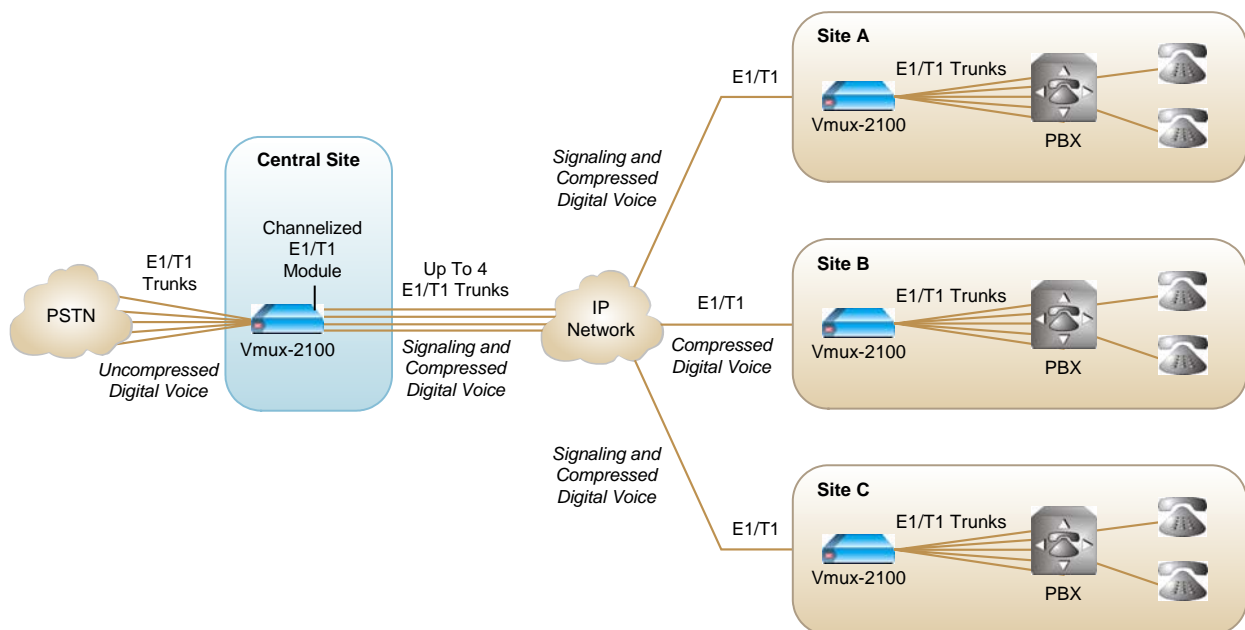 PSTN
E1/T1
Trunks
Uncompressed
Digital Voice
Central Site
Channelized
E1/T1
Module
Vmux-2100
Up To 4
E1/T1 Trunks
Signaling and
Compressed
Digital Voice
IP
Network
Signaling and
Compressed
Digital Voice
E1/T1
Site A
Vmux-2100
E1/T1 Trunks
PBX
E1/T1
Compressed
Digital Voice
Site B
Vmux-2100
E1/T1 Trunks
PBX
Signaling and
Compressed
Digital Voice
E1/T1
Site C
Vmux-2100
E1/T1 Trunks
PBX